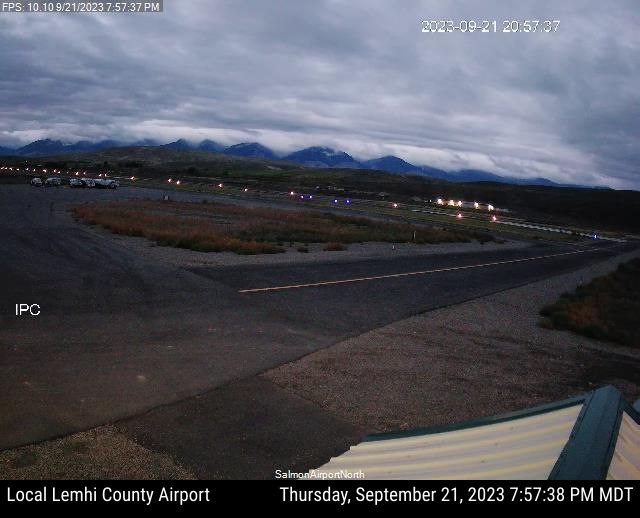 FPS: 10.10 9/21/2023 7:57:37 PM
2023-09-21 20:57:37
IPC
SalmonAirportNorth
Local Lemhi County Airport Thursday, September 21, 2023 7:57:38 PM MDT